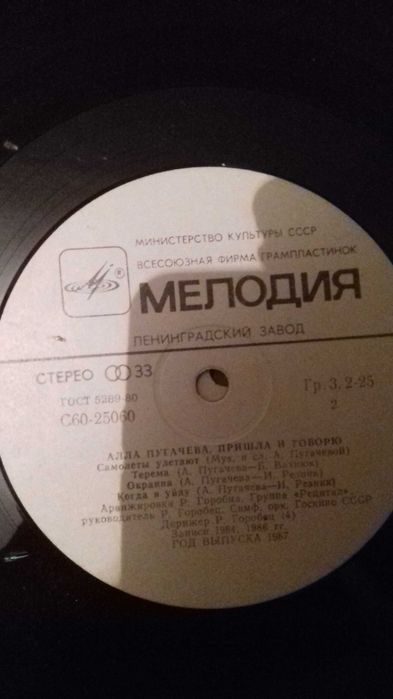 МИНИСТЕРСТВО КУЛЬТУРЫ СССР
ВСЕСОЮЗНАЯ ФИРМА ГРАМПЛАСТИНОК
®
МЕЛОДИЯ
ЛЕНИНГРАДСКИЙ ЗАВОД
СТЕРЕО 33
ГОСТ 5289-80
С60-25060
Гр. 3. 2-25
2
АЛЛА ПУГАЧЕВА. ПРИШЛА И ГОВОРЮ
Самолеты улетают (Муз. и сл. А. Пугачевой)
Терема (А. Пугачева—Б. Вахнюк)
Окраина (А. Пугачева—И. Резник)
Когда я уйду (А. Пугачева—И. Резник)
Аранжировка Р. Горобца. Группа «Рецитал»,
руководитель Р. Горобец. Симф. орк. Госкино СССР
Дирижер Р. Горобец (4)
Записи 1984, 1986 гг.
ГОД ВЫПУСКА 1987